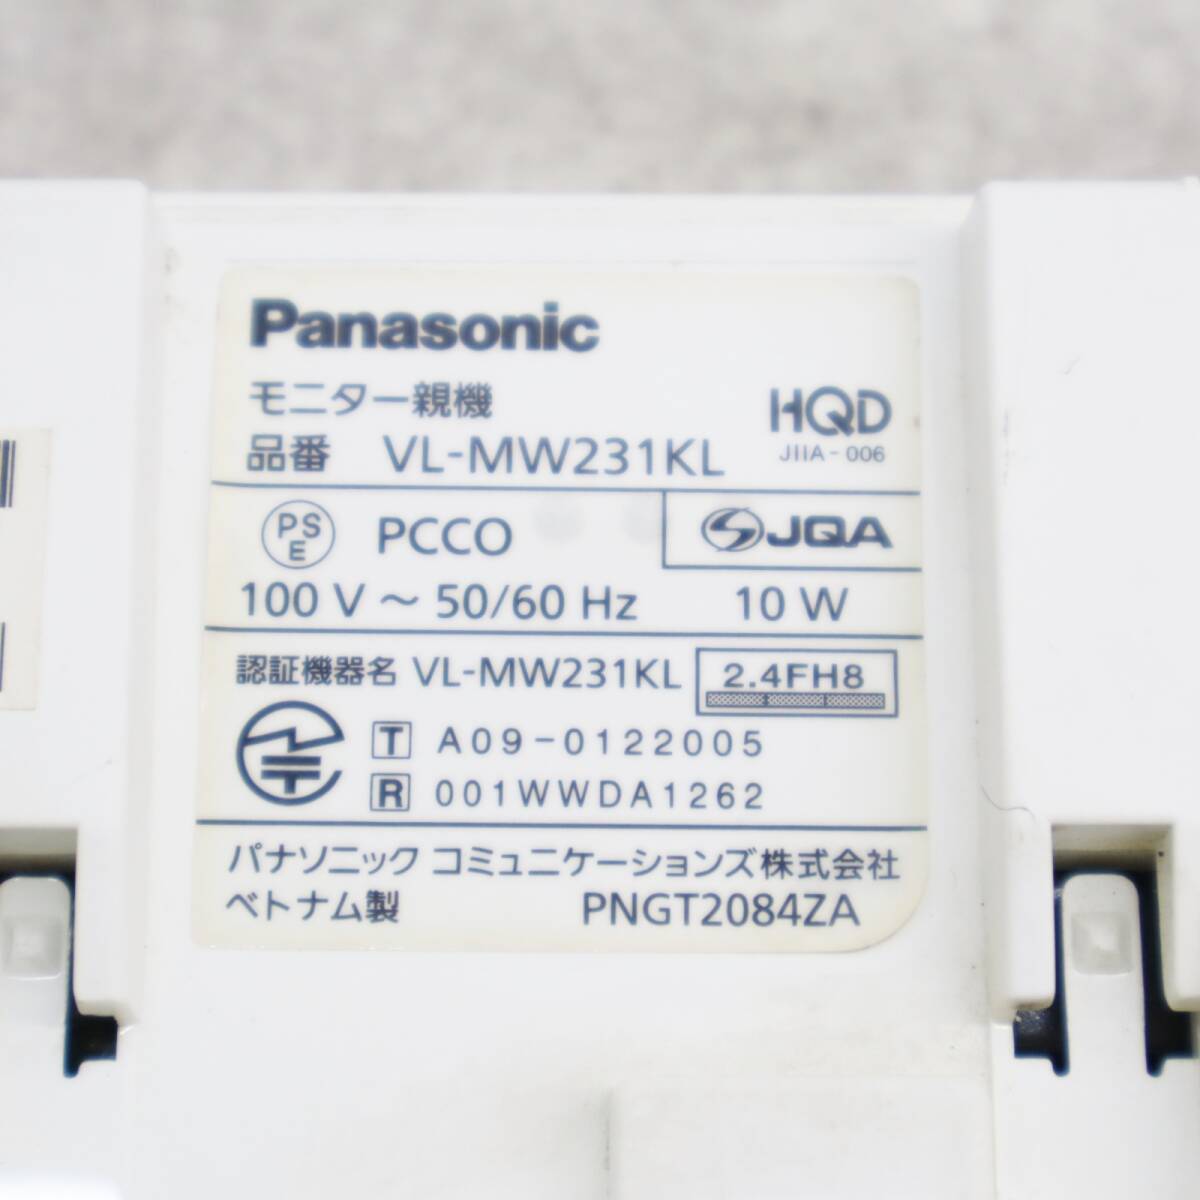 Panasonic
モニター親機
品番 VL-MW231KL
HQD
JIIA-006
PS
E
PCCO
JQA
100 V ～ 50/60 Hz 10 W
認証機器名 VL-MW231KL 2.4FH8
T A09-0122005
R 001WWDA1262
パナソニック コミュニケーションズ株式会社
ベトナム製 PNGT2084ZA